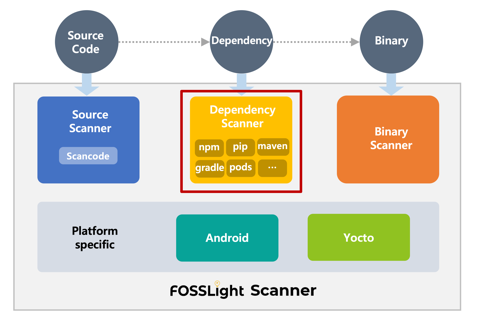 Source
Code
Dependency
Binary
Source
Scanner
Scancode
Dependency
Scanner
npm
pip
maven
gradle
pods
...
Binary
Scanner
Platform
specific
Android
Yocto
FOSSLight Scanner